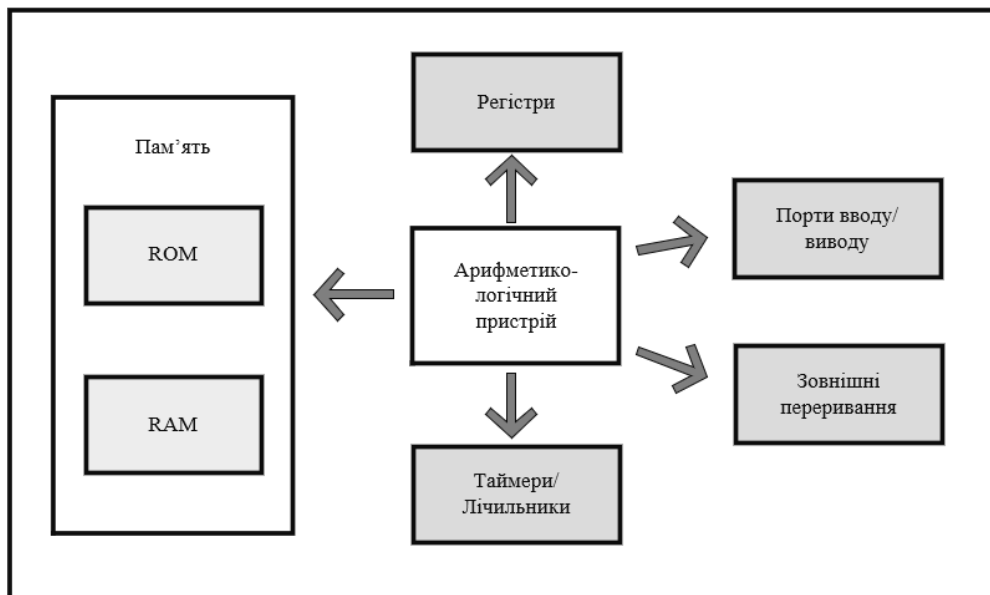 Регістри
Пам’ять
ROM
RAM
Арифметико-
логічний
пристрій
Порти вводу/
виводу
Зовнішні
переривання
Таймери/
Лічильники